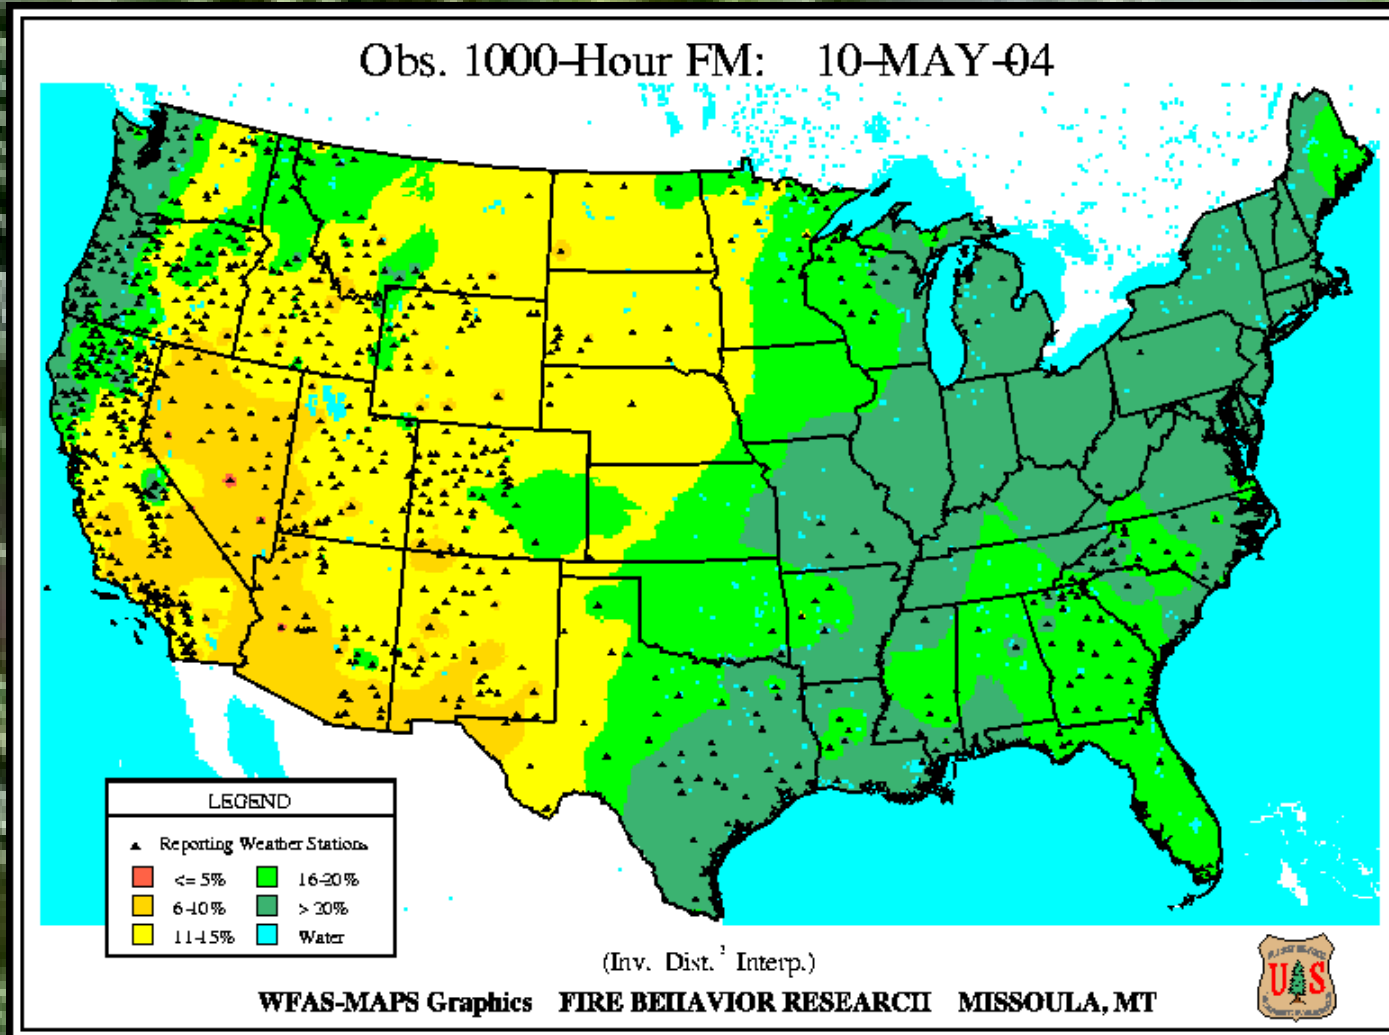 Obs. 1000-Hour FM: 10-MAY-04
LEGEND
Reporting Weather Stations
<= 5% 16-20%
6-10% > 20%
11-15% Water
(Inv. Dist.² Interp.)
WFAS-MAPS Graphics FIRE BEHAVIOR RESEARCH MISSOULA, MT
U S